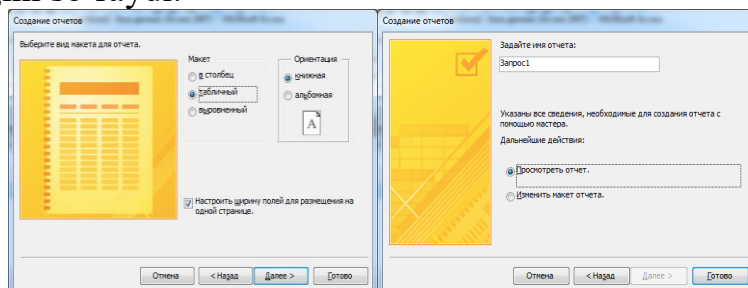 Создание отчетов
Выберите вид макета для отчета.
Макет
в столбец
табличный
выровненный
Ориентация
книжная
альбомная
A
Настроить ширину полей для размещения на
одной странице.
Отмена
< Назад
Далее >
Готово
Создание отчетов
Задайте имя отчета:
Запрос1
Указаны все сведения, необходимые для создания отчета с
помощью мастера.
Дальнейшие действия:
Просмотреть отчет.
Изменить макет отчета.
Отмена
< Назад
Далее >
Готово